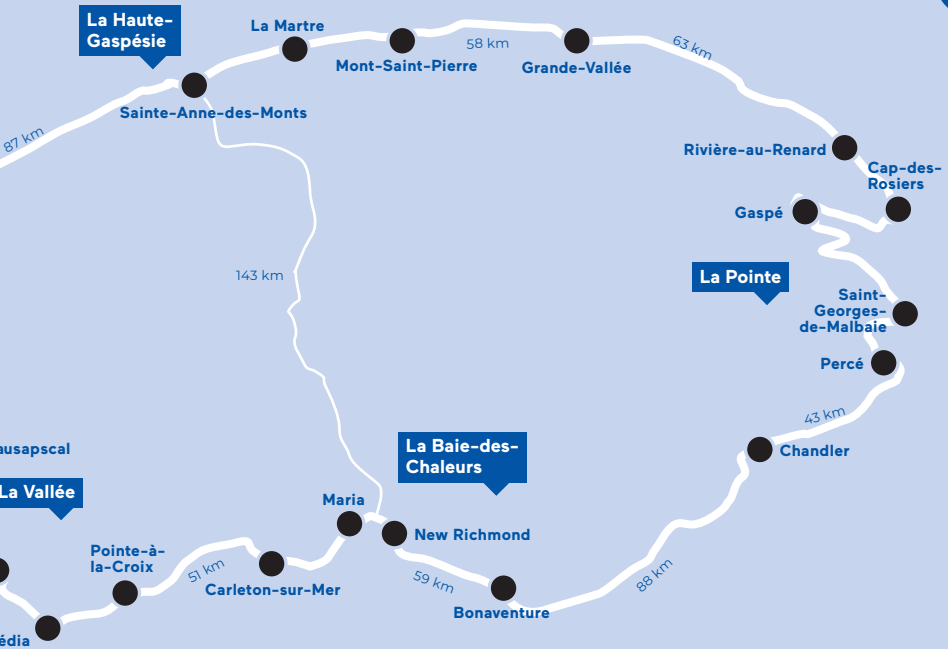 La Haute-
Gaspésie
La Martre
58 km
63 km
Mont-Saint-Pierre
Grande-Vallée
Sainte-Anne-des-Monts
87 km
Rivière-au-Renard
Cap-des-
Rosiers
Gaspé
143 km
La Pointe
Saint-
Georges-
de-Malbaie
Percé
43 km
Chandler
ausapscal
La Baie-des-
Chaleurs
La Vallée
Maria
New Richmond
Pointe-à-
la-Croix
51 km
Carleton-sur-Mer
59 km
88 km
Bonaventure
édia